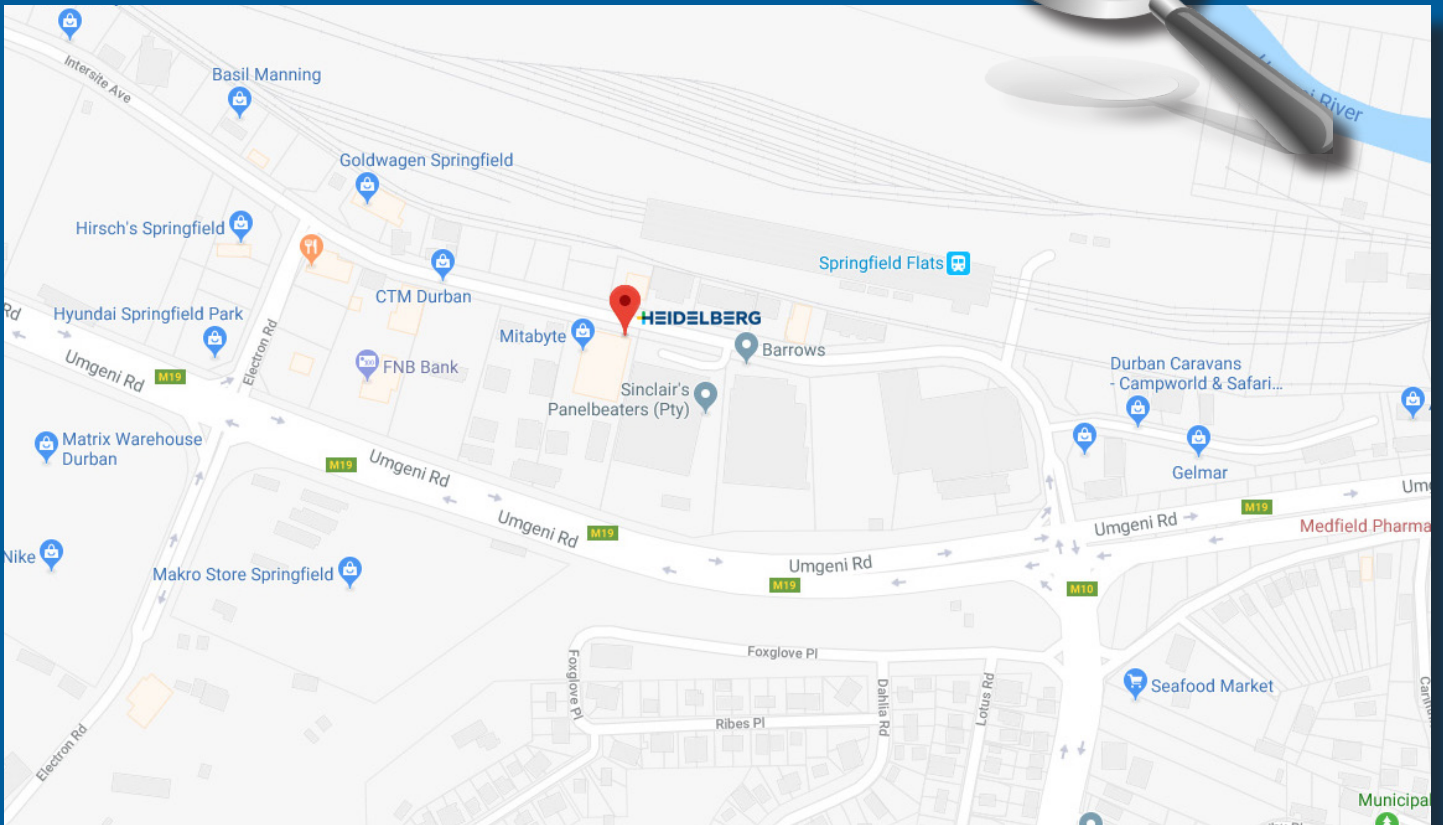 Intersite Ave
Basil Manning
River
Goldwagen Springfield
Hirsch's Springfield
Springfield Flats
CTM Durban
Rd
Hyundai Springfield Park
HEIDELBERG
Mitabyte
Electron Rd
Barrows
Umgeni Rd
M19
FNB Bank
Durban Caravans
- Campworld & Safari...
Sinclair's
Panelbeaters (Pty)
Matrix Warehouse
Durban
M19
Umgeni Rd
Gelmar
Umgeni Rd
M19
Umgeni Rd
M19
Medfield Pharma
Nike
Makro Store Springfield
Umgeni Rd
M19
M10
Foxglove Pl
Foxglove Pl
Seafood Market
Dahlia Rd
Lotus Rd
Ribes Pl
Electron Rd
Municipal